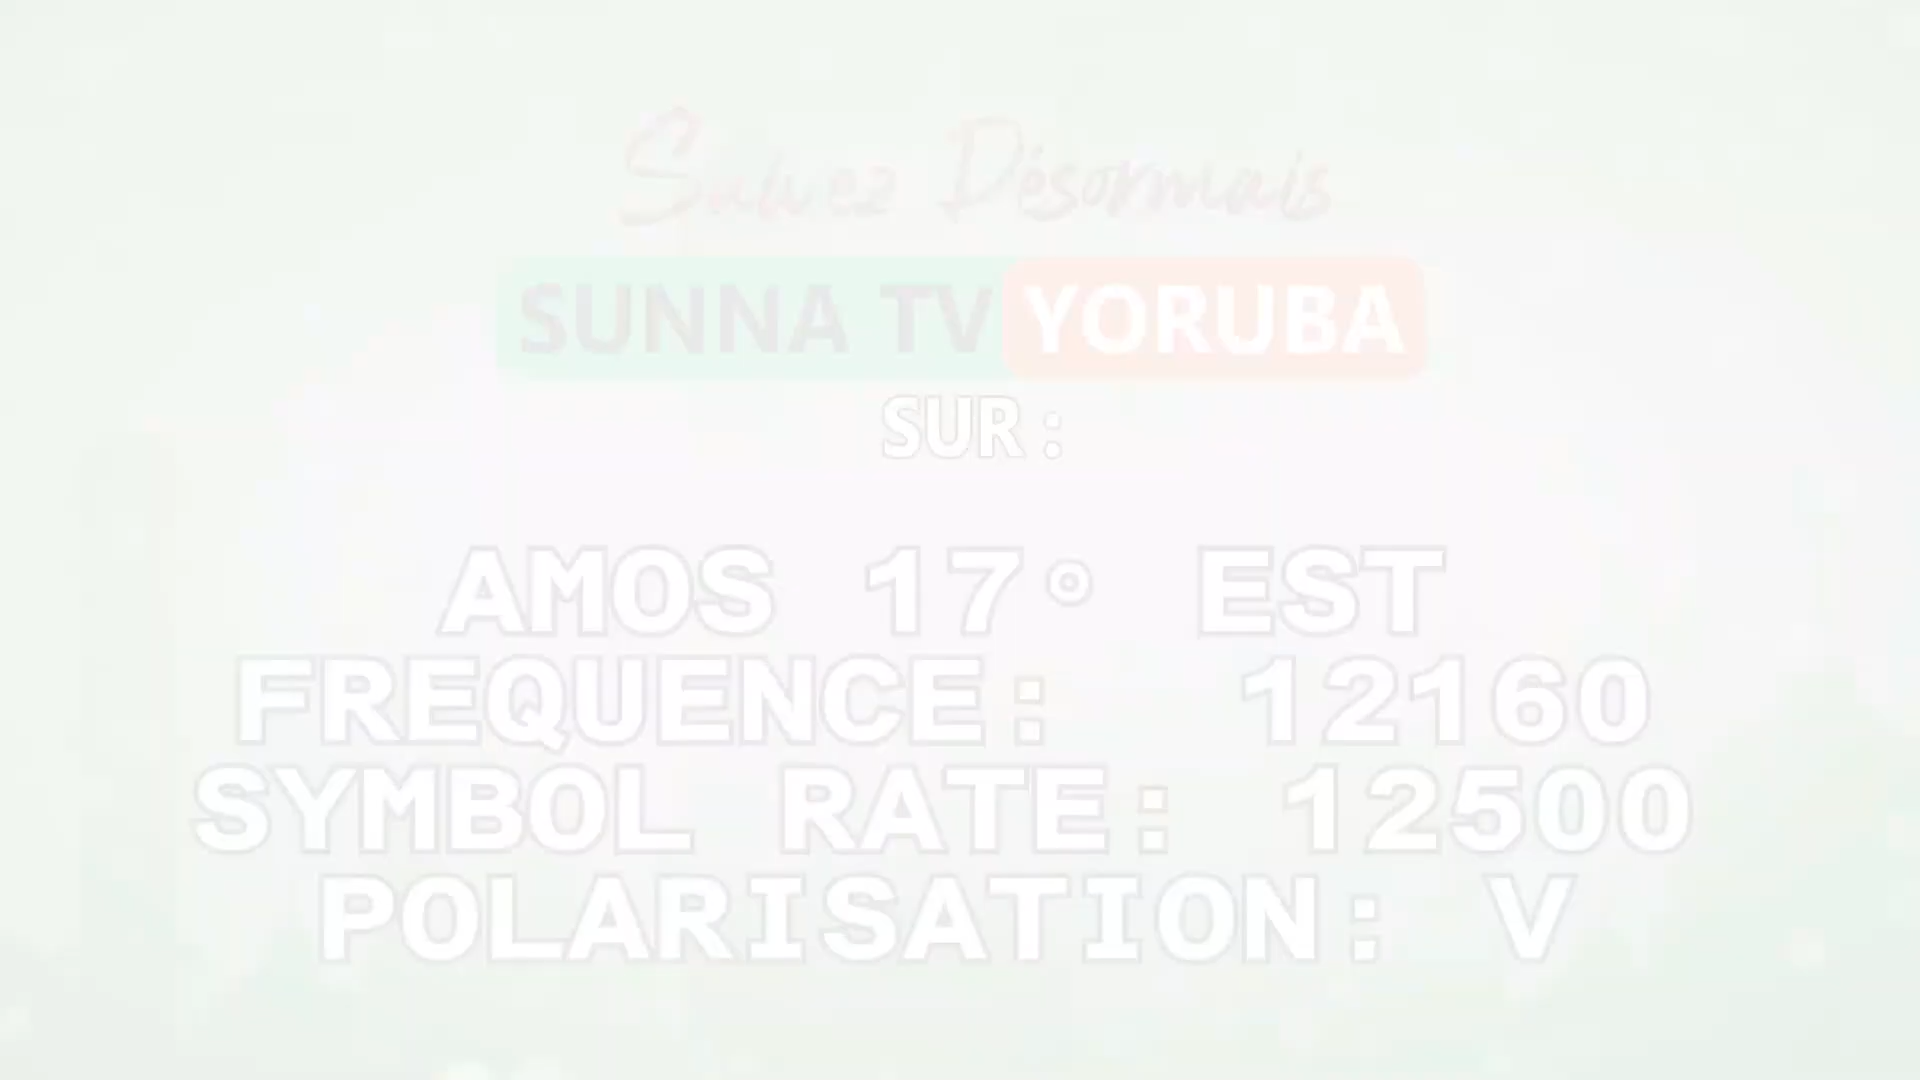 Suivez Désormais
SUNNA TV YORUBA
SUR :
AMOS 17° EST
FREQUENCE: 12160
SYMBOL RATE: 12500
POLARISATION: V